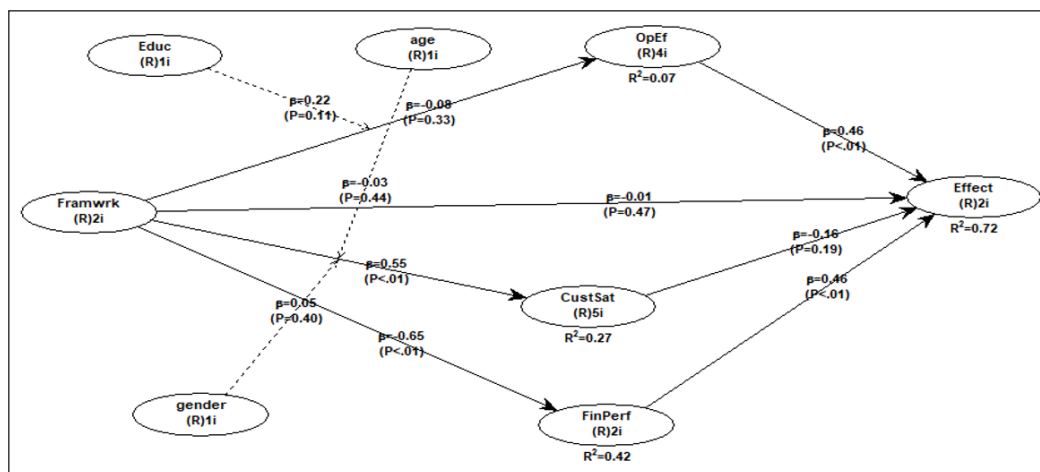 Educ
(R)1i
age
(R)1i
OpEf
(R)4i
R²=0.07
β=0.22
(P=0.11)
β=-0.08
(P=0.33)
β=0.46
(P<.01)
β=-0.03
(P=0.44)
Framwrk
(R)2i
β=-0.01
(P=0.47)
Effect
(R)2i
R²=0.72
β=-0.16
(P=0.19)
β=0.55
(P<.01)
β=0.46
(P<.01)
CustSat
(R)5i
R²=0.27
β=0.05
(P=0.40)
β=-0.65
(P<.01)
gender
(R)1i
FinPerf
(R)2i
R²=0.42